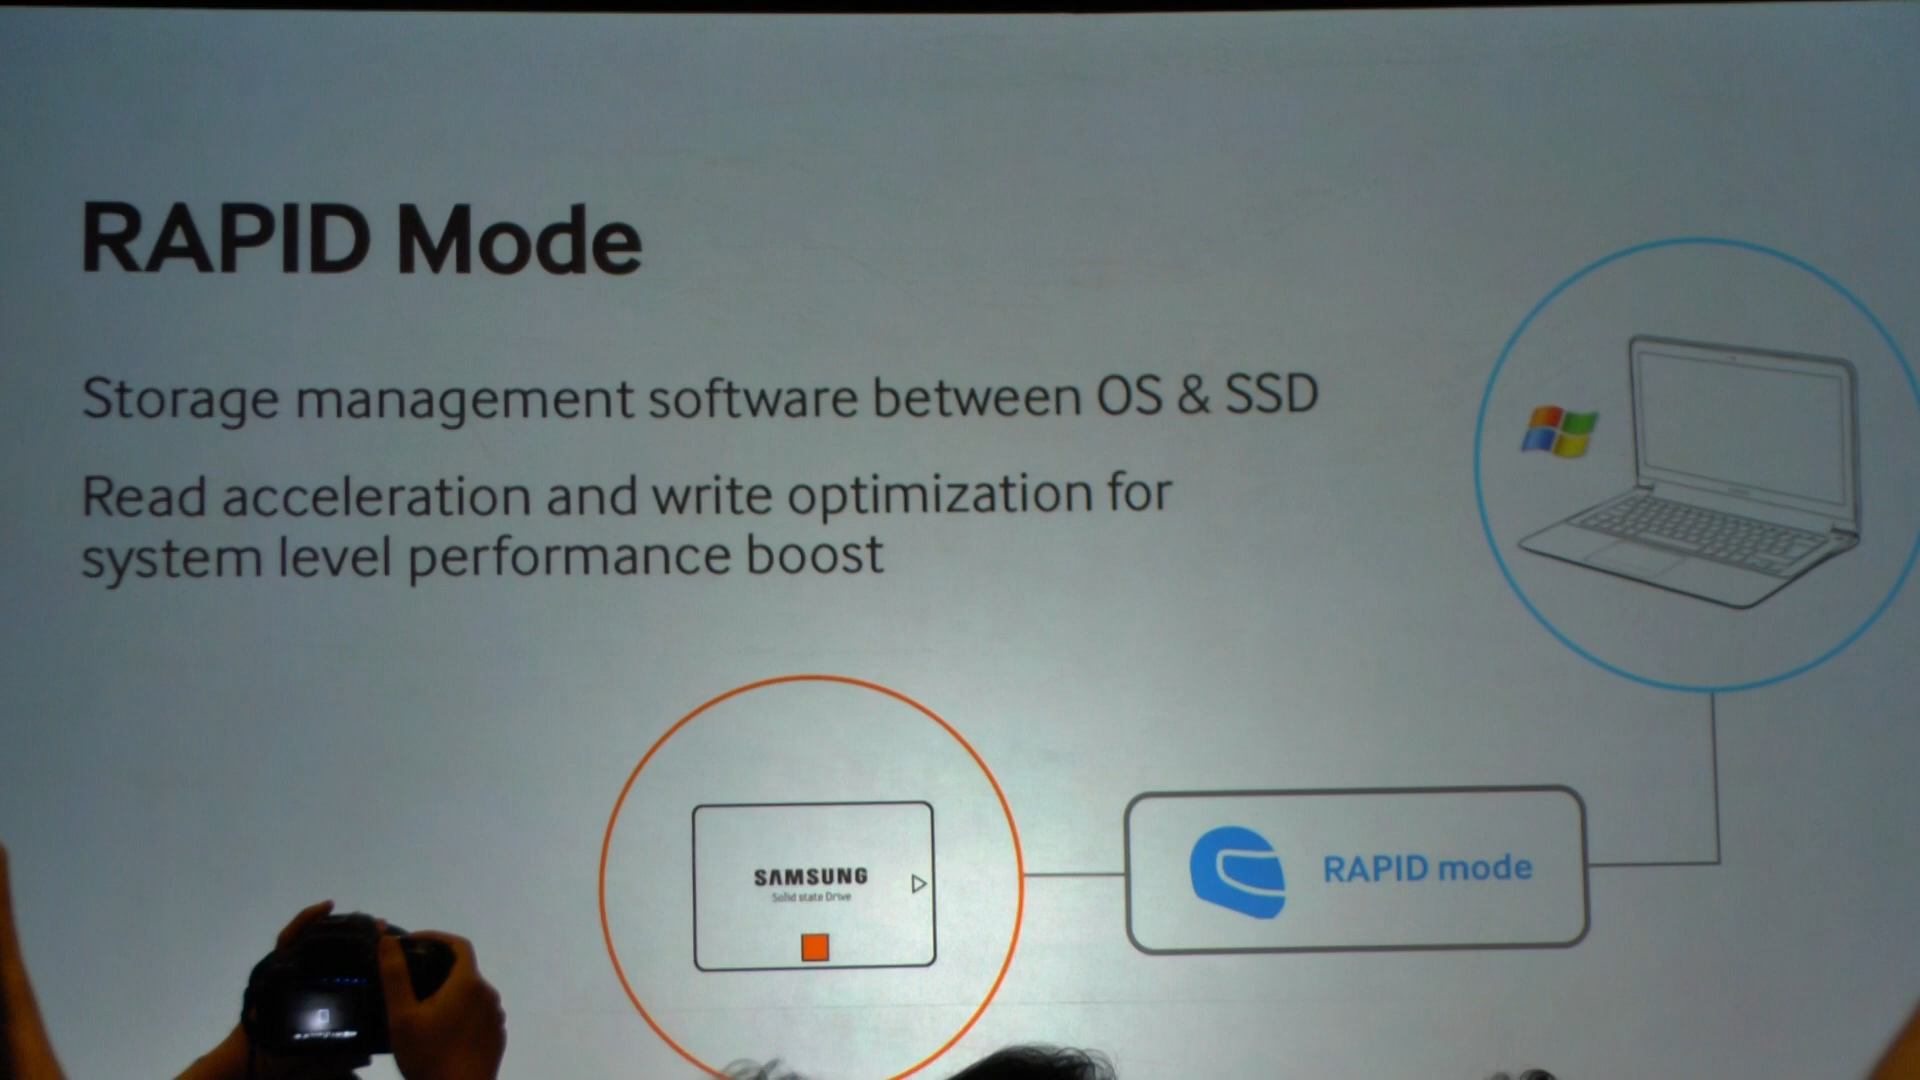 RAPID Mode
Storage management software between OS & SSD
Read acceleration and write optimization for
system level performance boost
SAMSUNG
Solid state Drive
RAPID mode